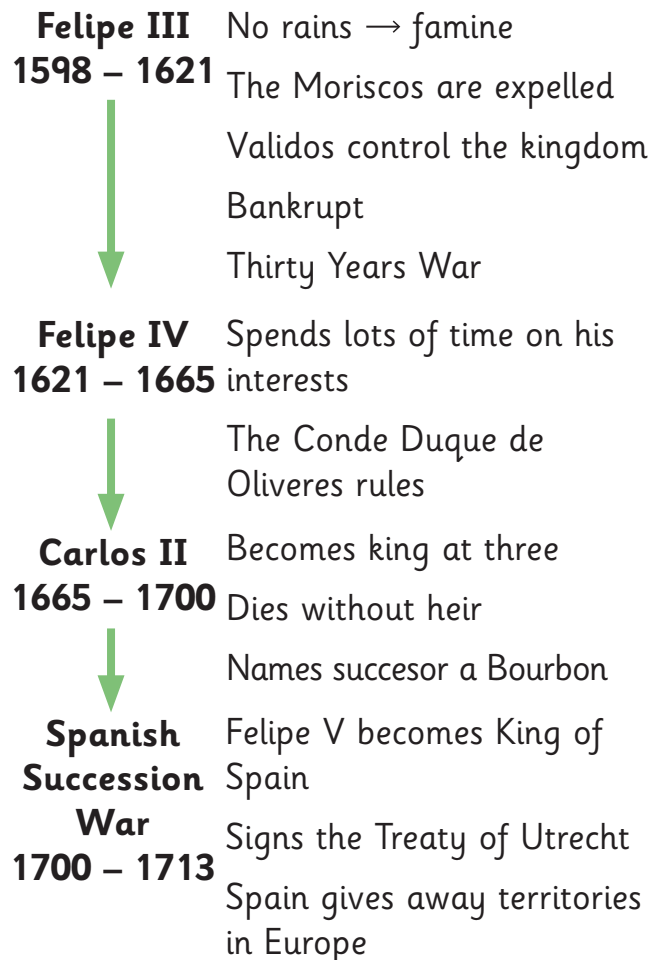 Felipe III
1598 – 1621
No rains → famine
The Moriscos are expelled
Validos control the kingdom
Bankrupt
Thirty Years War
Felipe IV
1621 – 1665
Spends lots of time on his
interests
The Conde Duque de
Oliveres rules
Carlos II
1665 – 1700
Becomes king at three
Dies without heir
Names succesor a Bourbon
Spanish
Succession
War
1700 – 1713
Felipe V becomes King of
Spain
Signs the Treaty of Utrecht
Spain gives away territories
in Europe